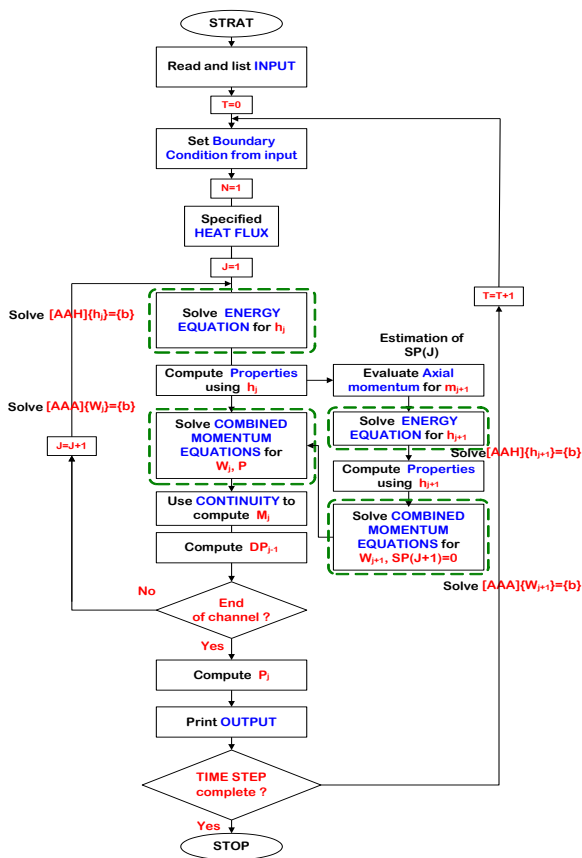 STRAT
Read and list INPUT
T=0
Set Boundary
Condition from input
N=1
Specified
HEAT FLUX
J=1
Solve [AAH]{hj}={b}
Solve ENERGY
EQUATION for hj
Compute Properties
using hj
Solve [AAA]{Wj}={b}
Solve COMBINED
MOMENTUM
EQUATIONS for
Wj, P
J=J+1
Use CONTINUITY to
compute Mj
Compute DPj-1
No
End
of channel ?
Yes
Compute Pj
Print OUTPUT
TIME STEP
complete ?
Yes
STOP
T=T+1
Estimation of
SP(J)
Evaluate Axial
momentum for mj+1
Solve ENERGY
EQUATION for hj+1
Solve[AAH]{hj+1}={b}
Compute Properties
using hj+1
Solve COMBINED
MOMENTUM
EQUATIONS for
Wj+1, SP(J+1)=0
Solve [AAA]{Wj+1}={b}